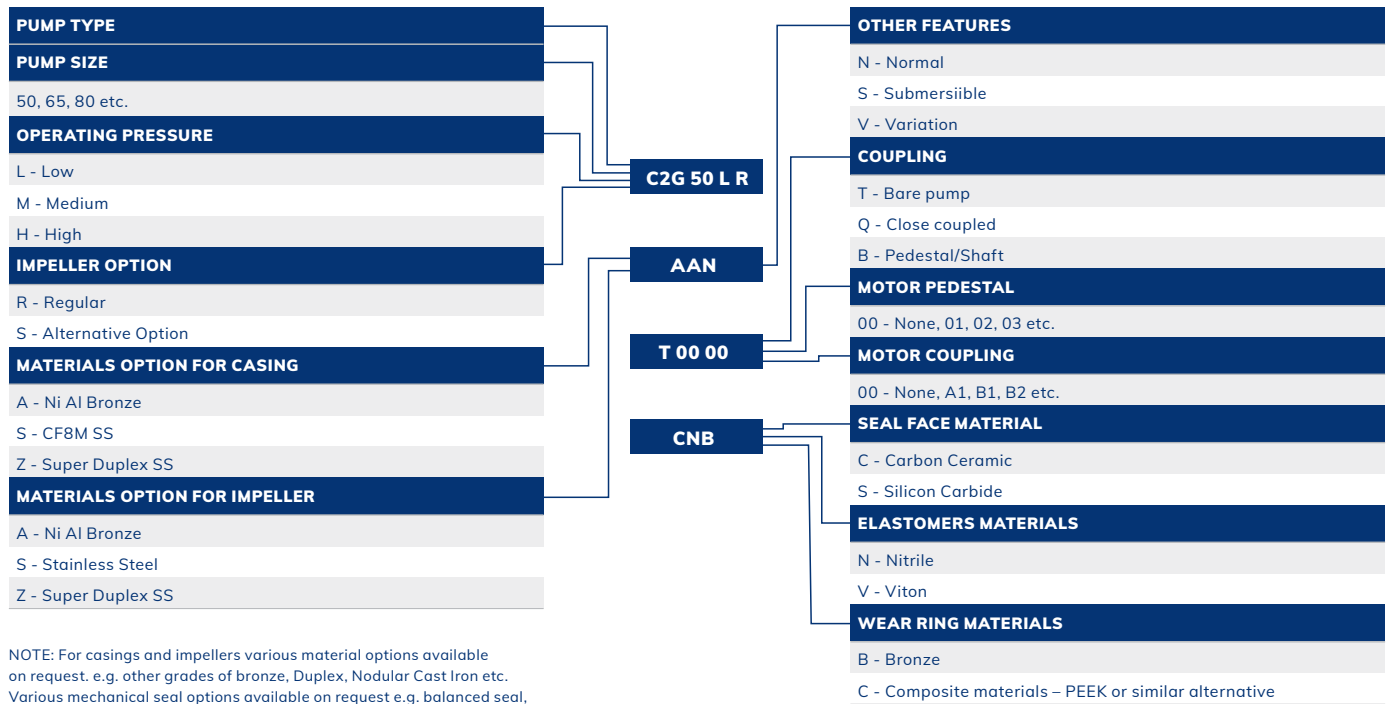 PUMP TYPE
PUMP SIZE
50, 65, 80 etc.
OPERATING PRESSURE
L - Low
M - Medium
H - High
IMPELLER OPTION
R - Regular
S - Alternative Option
MATERIALS OPTION FOR CASING
A - Ni Al Bronze
S - CF8M SS
Z - Super Duplex SS
MATERIALS OPTION FOR IMPELLER
A - Ni Al Bronze
S - Stainless Steel
Z - Super Duplex SS
NOTE: For casings and impellers various material options available
on request. e.g. other grades of bronze, Duplex, Nodular Cast Iron etc.
Various mechanical seal options available on request e.g. balanced seal,
C2G 50 L R
AAN
T 00 00
CNB
OTHER FEATURES
N - Normal
S - Submersiible
V - Variation
COUPLING
T - Bare pump
Q - Close coupled
B - Pedestal/Shaft
MOTOR PEDESTAL
00 - None, 01, 02, 03 etc.
MOTOR COUPLING
00 - None, A1, B1, B2 etc.
SEAL FACE MATERIAL
C - Carbon Ceramic
S - Silicon Carbide
ELASTOMERS MATERIALS
N - Nitrile
V - Viton
WEAR RING MATERIALS
B - Bronze
C - Composite materials – PEEK or similar alternative